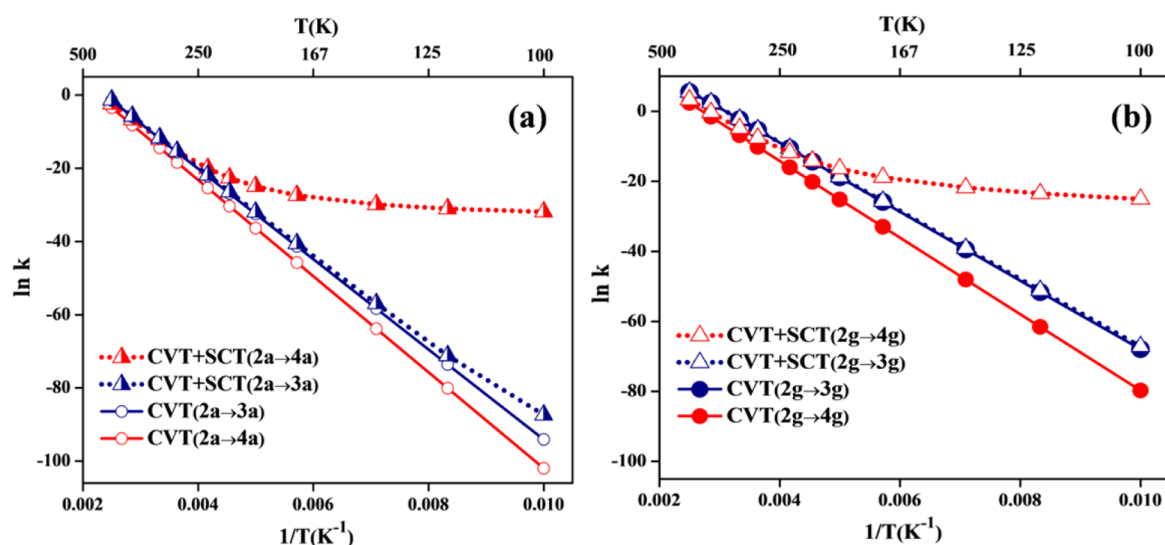 T(K)
500 250 167 125 100
(a)
0
-20
-40
-60
-80
-100
ln k
CVT+SCT(2a→4a)
CVT+SCT(2a→3a)
CVT(2a→3a)
CVT(2a→4a)
0.002 0.004 0.006 0.008 0.010
1/T(K⁻¹)
T(K)
500 250 167 125 100
(b)
0
-20
-40
-60
-80
-100
ln k
CVT+SCT(2g→4g)
CVT+SCT(2g→3g)
CVT(2g→3g)
CVT(2g→4g)
0.002 0.004 0.006 0.008 0.010
1/T(K⁻¹)